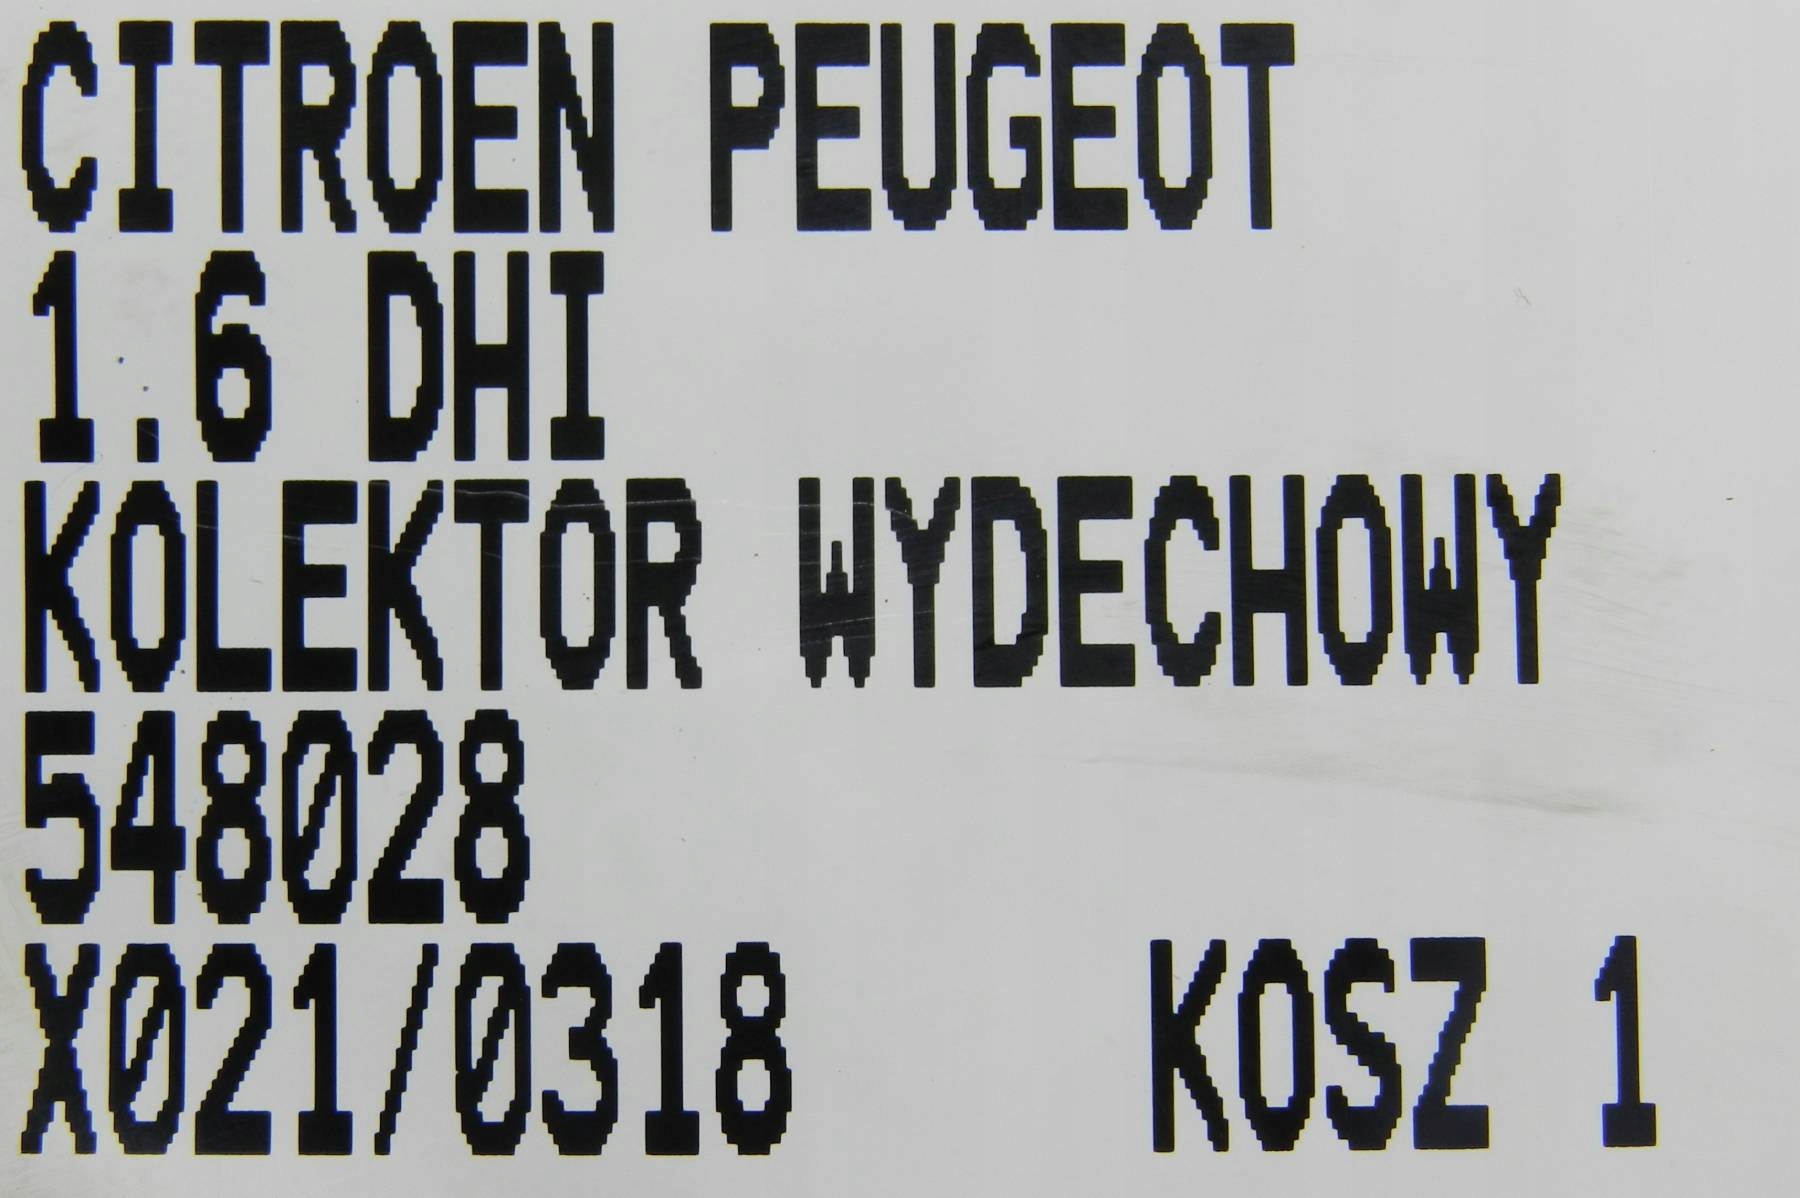 CITROEN PEUGEOT
1.6 DHI
KOLEKTOR WYDECHOWY
548028
X021/0318 KOSZ 1